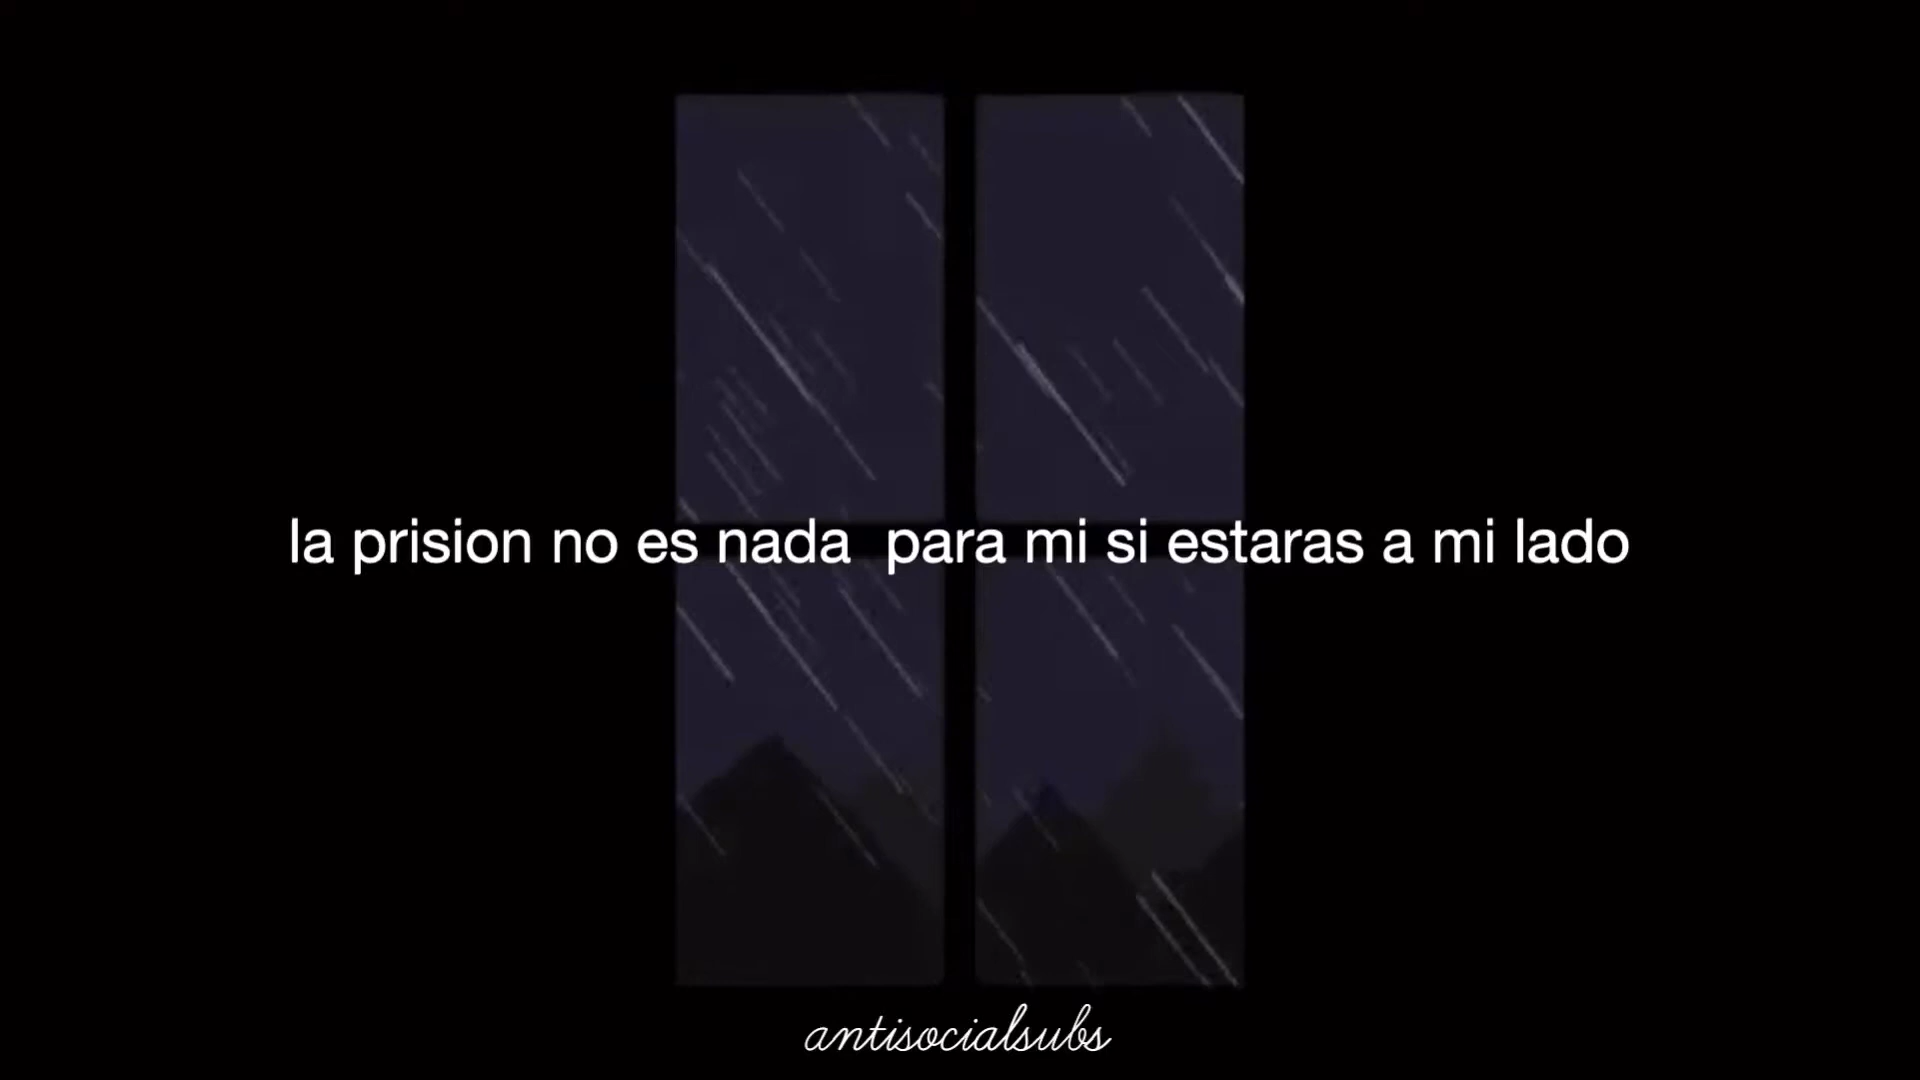 la prision no es nada  para mi si estaras a mi lado
antisocialsubs